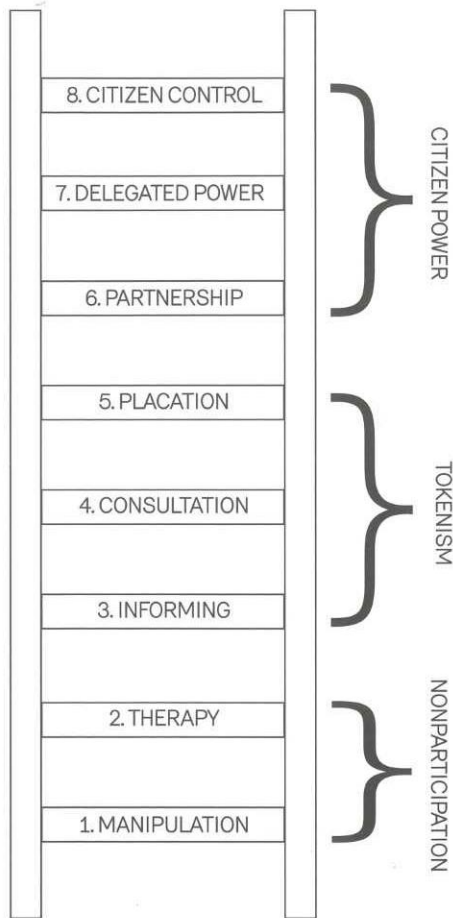 8. CITIZEN CONTROL
7. DELEGATED POWER
6. PARTNERSHIP
CITIZEN POWER
5. PLACATION
4. CONSULTATION
3. INFORMING
TOKENISM
2. THERAPY
1. MANIPULATION
NONPARTICIPATION